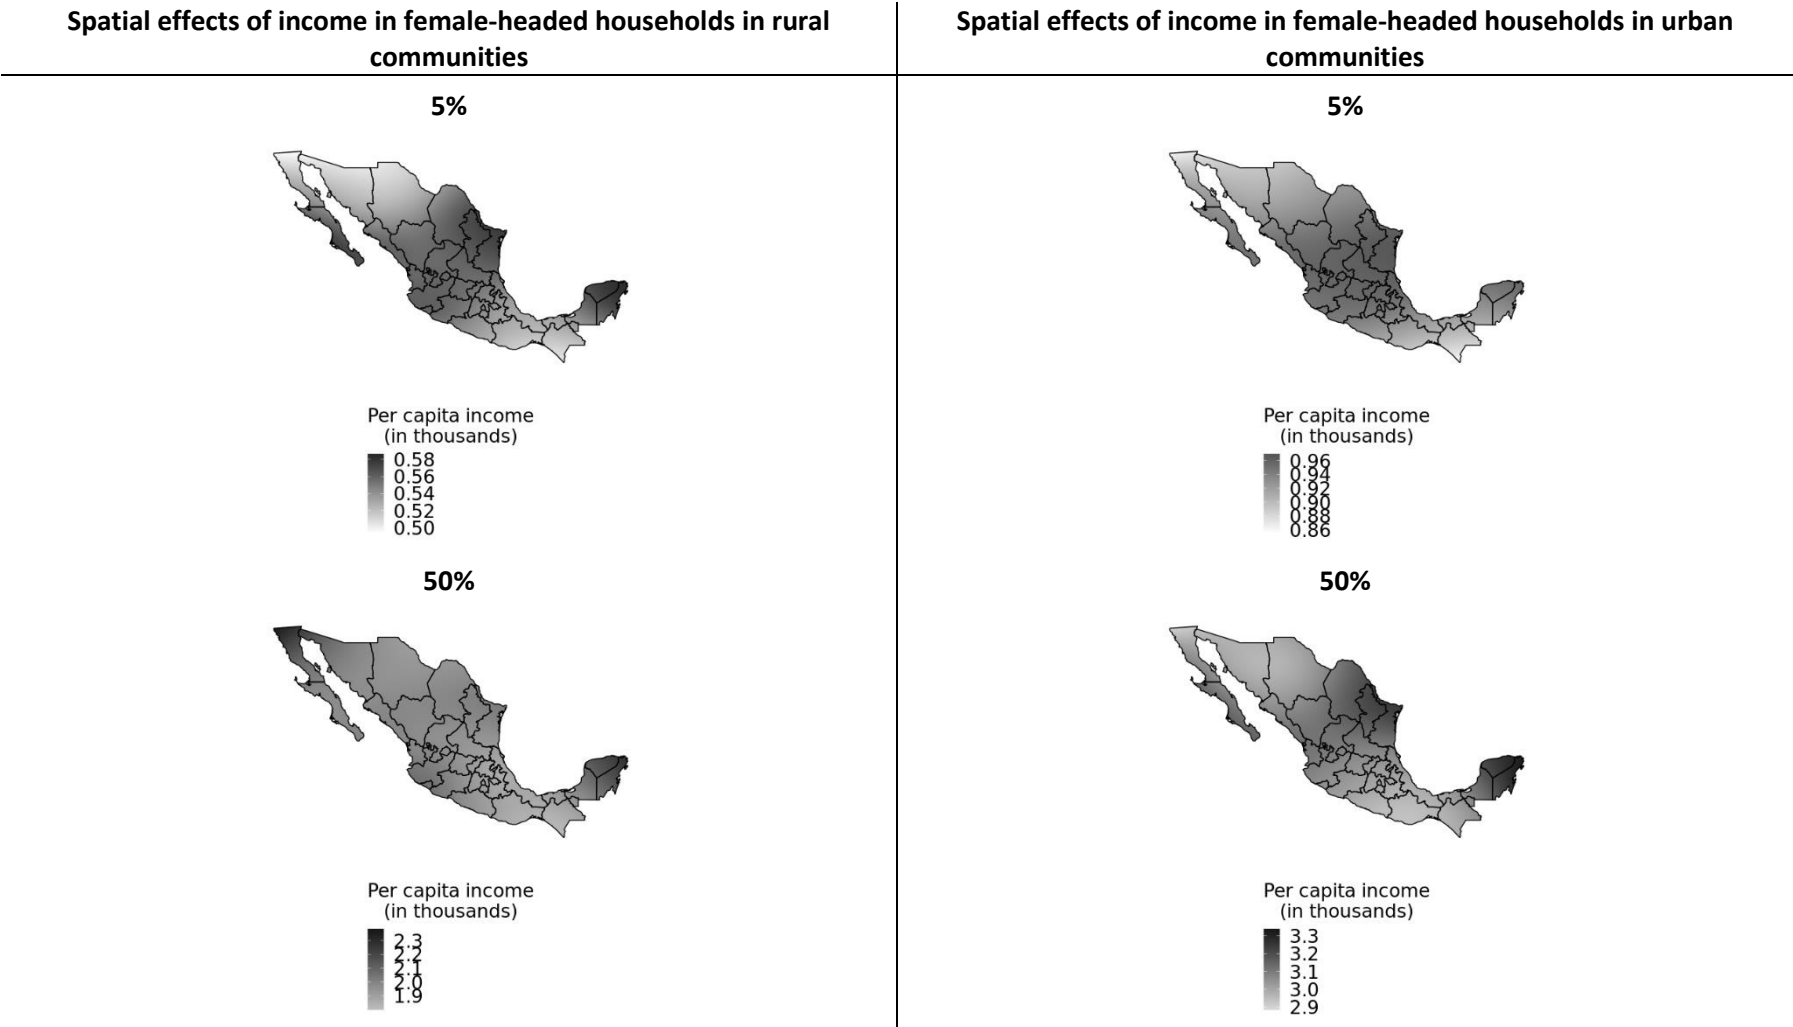 Spatial effects of income in female-headed households in rural
communities
Spatial effects of income in female-headed households in urban
communities
5%
Per capita income
(in thousands)
0.58
0.56
0.54
0.52
0.50
5%
Per capita income
(in thousands)
0.96
0.94
0.92
0.90
0.88
0.86
50%
Per capita income
(in thousands)
2.3
2.2
2.1
2.0
1.9
50%
Per capita income
(in thousands)
3.3
3.2
3.1
3.0
2.9